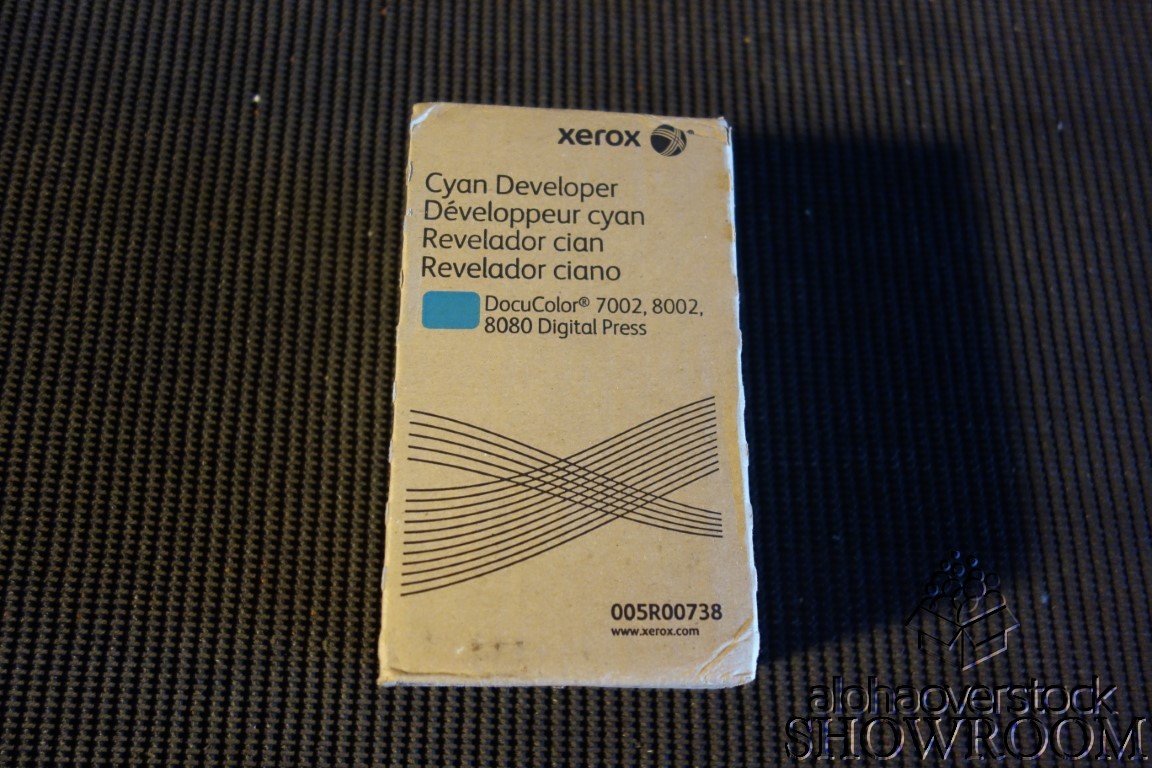 xerox
Cyan Developer
Développeur cyan
Revelador cian
Revelador ciano
DocuColor® 7002, 8002,
8080 Digital Press
005R00738
www.xerox.com
alphaoverstock
SHOWROOM